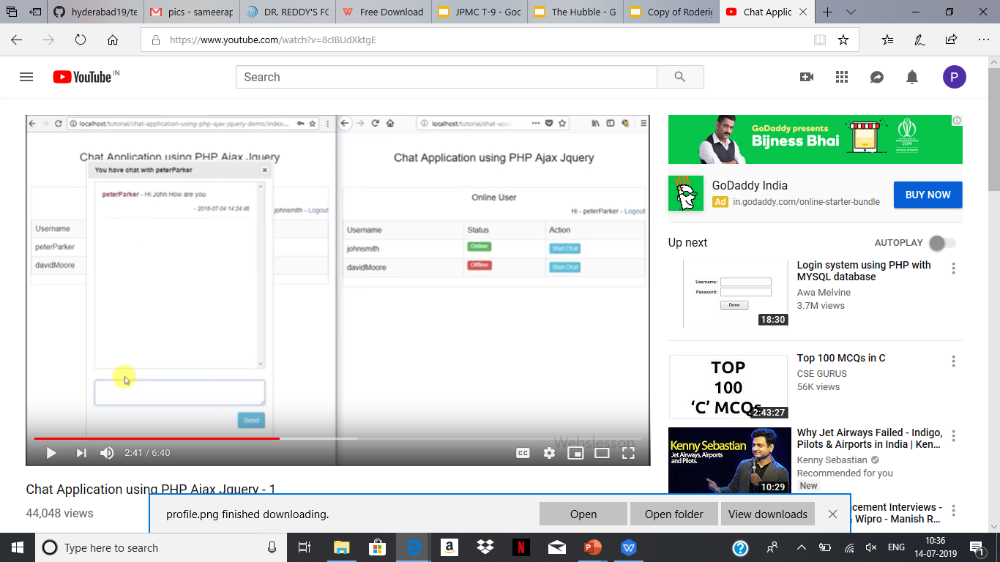 hyderabad19/te
pics - sameerap
DR. REDDY'S FO
Free Download
JPMC T-9 - Goo
The Hubble - G
Copy of Roderig
Chat Applic
https://www.youtube.com/watch?v=8cIBUdXktgE
YouTube IN
Search
P
localhost/tutorial/chat-application-using-php-ajax-jquery-demo/index...
localhost/tutorial/chat-appli
Chat Application using PHP Ajax Jquery
You have chat with peterParker
peterParker - Hi John How are you
- 2018-07-04 14:24:46
johnsmith - Logout
Username
peterParker
davidMoore
Send
Chat Application using PHP Ajax Jquery
Online User
Hi - peterParker - Logout
Username Status Action
johnsmith Online Start Chat
davidMoore Offline Start Chat
Webslesson
2:41 / 6:40
CC
Chat Application using PHP Ajax Jquery - 1
44,048 views
GoDaddy presents
Bijness Bhai
2019
GoDaddy India
Ad in.godaddy.com/online-starter-bundle
BUY NOW
Up next
AUTOPLAY
Username:
Password:
Done
18:30
Login system using PHP with
MYSQL database
Awa Melvine
3.7M views
TOP
100
'C' MCQs
2:43:27
Top 100 MCQs in C
CSE GURUS
56K views
Kenny Sebastian
Jet Airways, Airports
and Pilots.
10:29
Why Jet Airways Failed - Indigo,
Pilots & Airports in India | Ken...
Kenny Sebastian
Recommended for you
New
cement Interviews -
& Wipro - Manish R...
profile.png finished downloading.
Open
Open folder
View downloads
Type here to search
ENG
10:36
14-07-2019
1